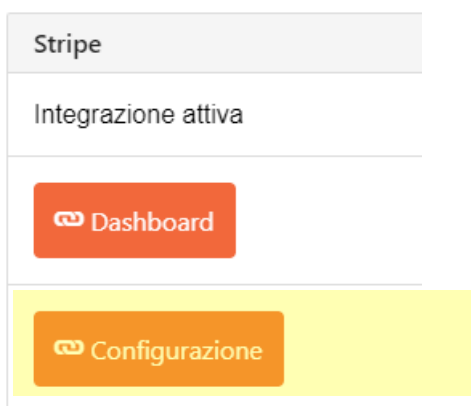 Stripe
Integrazione attiva
Dashboard
Configurazione